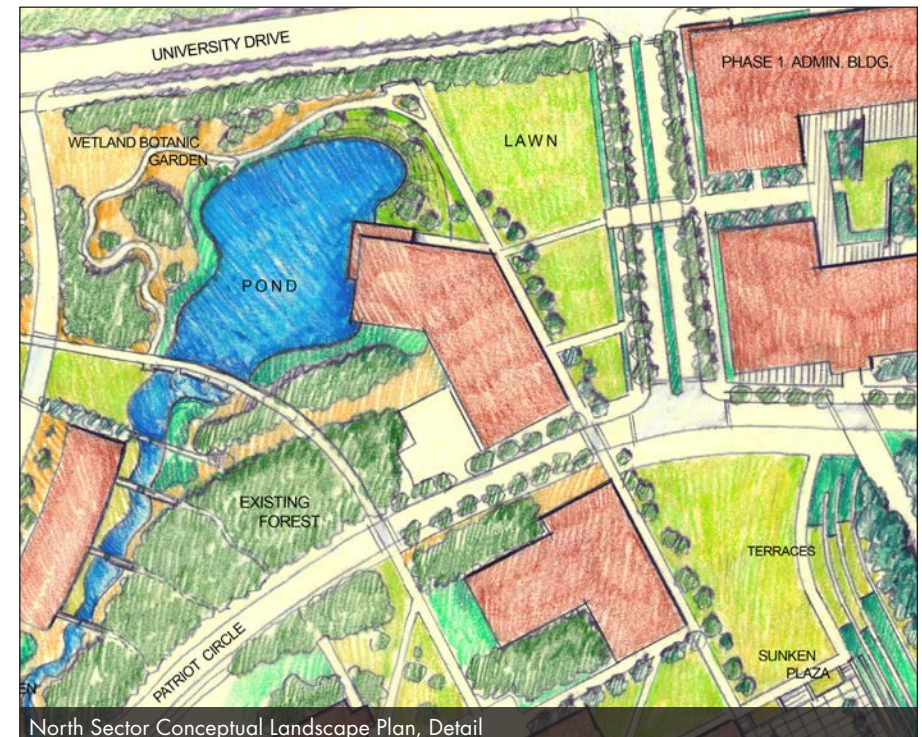 UNIVERSITY DRIVE
PHASE 1 ADMIN. BLDG.
WETLAND BOTANIC
GARDEN
LAWN
POND
EXISTING
FOREST
TERRACES
PATRIOT CIRCLE
SUNKEN
PLAZA
EN
North Sector Conceptual Landscape Plan, Detail